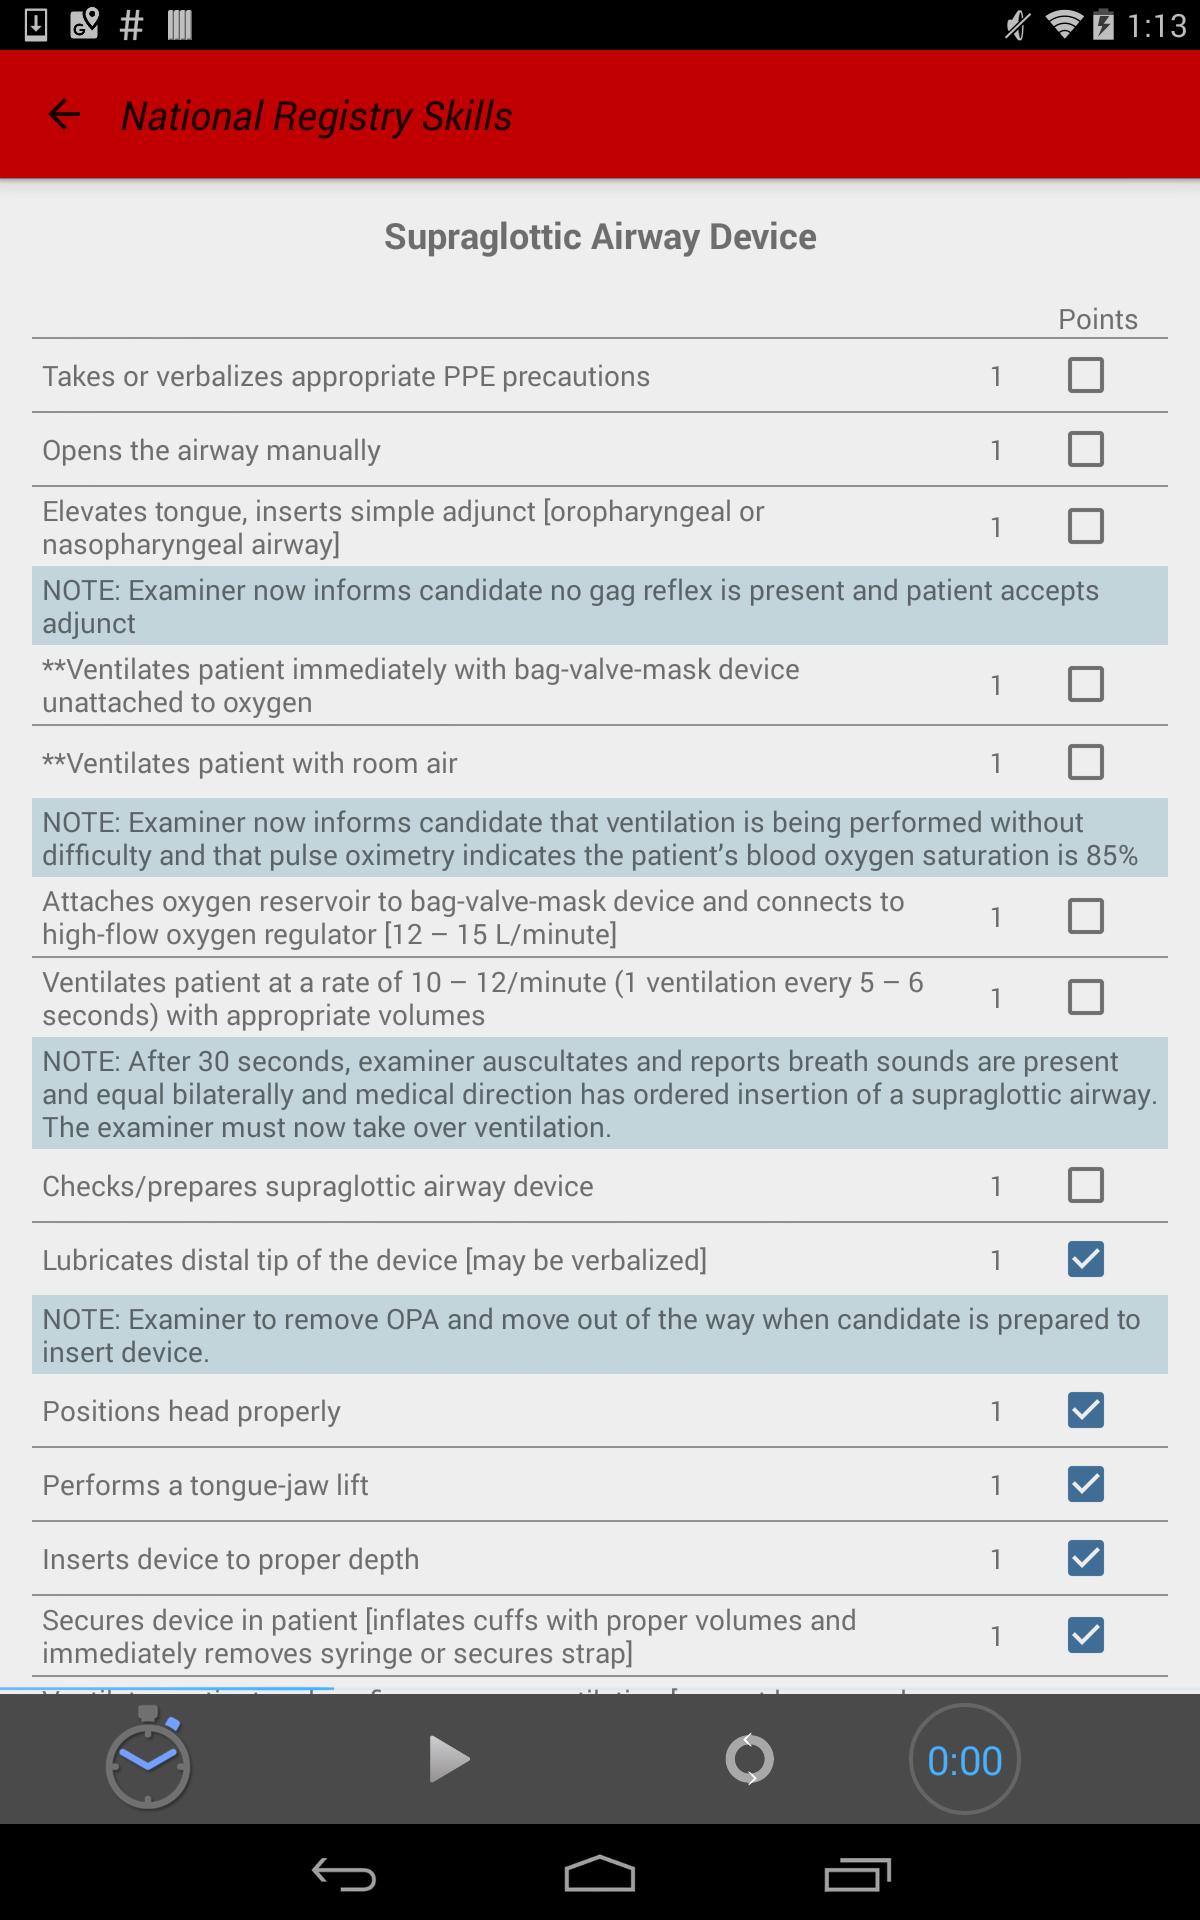 1:13
National Registry Skills
Supraglottic Airway Device
Points
Takes or verbalizes appropriate PPE precautions 1
Opens the airway manually 1
Elevates tongue, inserts simple adjunct [oropharyngeal or
nasopharyngeal airway] 1
NOTE: Examiner now informs candidate no gag reflex is present and patient accepts
adjunct
**Ventilates patient immediately with bag-valve-mask device
unattached to oxygen 1
**Ventilates patient with room air 1
NOTE: Examiner now informs candidate that ventilation is being performed without
difficulty and that pulse oximetry indicates the patient’s blood oxygen saturation is 85%
Attaches oxygen reservoir to bag-valve-mask device and connects to
high-flow oxygen regulator [12 – 15 L/minute] 1
Ventilates patient at a rate of 10 – 12/minute (1 ventilation every 5 – 6
seconds) with appropriate volumes 1
NOTE: After 30 seconds, examiner auscultates and reports breath sounds are present
and equal bilaterally and medical direction has ordered insertion of a supraglottic airway.
The examiner must now take over ventilation.
Checks/prepares supraglottic airway device 1
Lubricates distal tip of the device [may be verbalized] 1
NOTE: Examiner to remove OPA and move out of the way when candidate is prepared to
insert device.
Positions head properly 1
Performs a tongue-jaw lift 1
Inserts device to proper depth 1
Secures device in patient [inflates cuffs with proper volumes and
immediately removes syringe or secures strap] 1
0:00